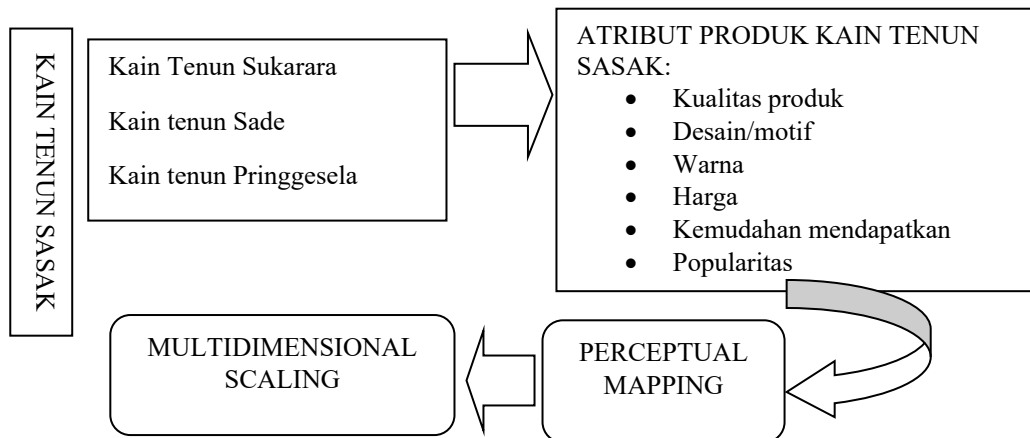 KAIN TENUN SASAK
Kain Tenun Sukarara
Kain tenun Sade
Kain tenun Pringgesela
ATRIBUT PRODUK KAIN TENUN
SASAK:
• Kualitas produk
• Desain/motif
• Warna
• Harga
• Kemudahan mendapatkan
• Popularitas
MULTIDIMENSIONAL
SCALING
PERCEPTUAL
MAPPING